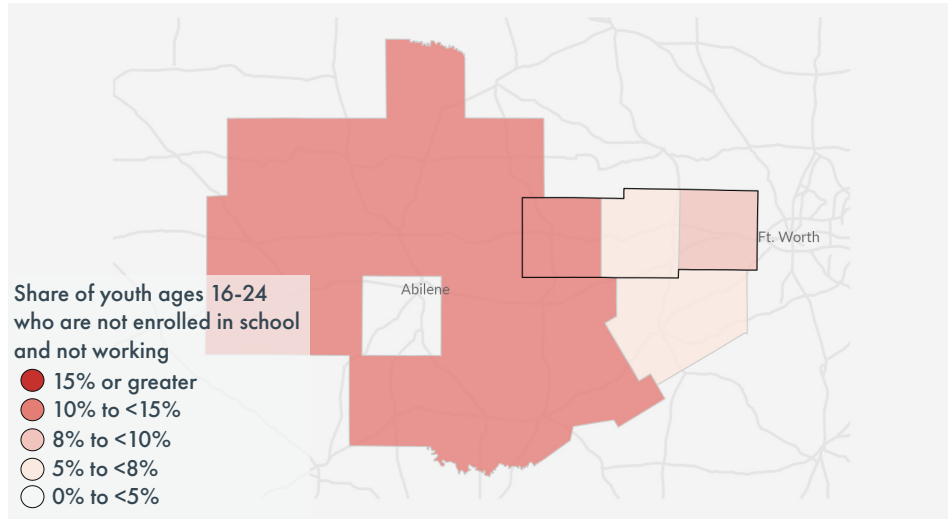 Ft. Worth
Abilene
Share of youth ages 16-24
who are not enrolled in school
and not working
15% or greater
10% to <15%
8% to <10%
5% to <8%
0% to <5%